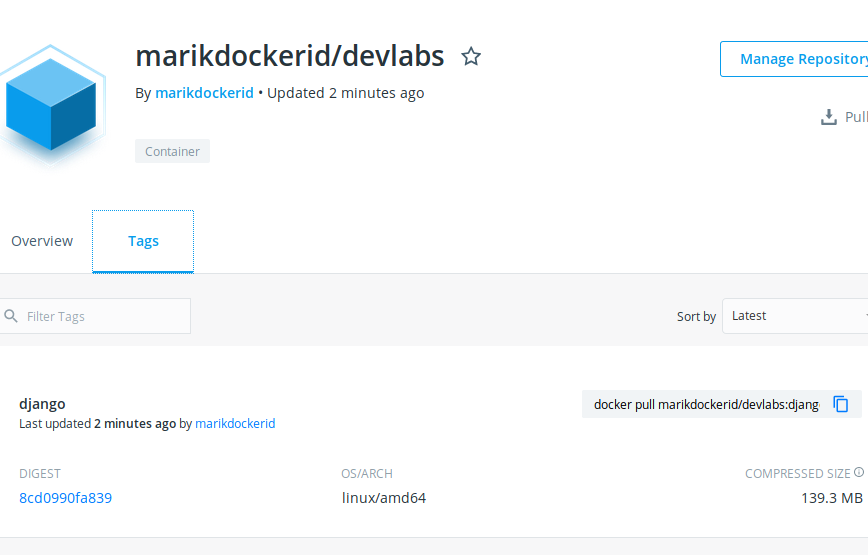 marikdockerid/devlabs
By marikdockerid • Updated 2 minutes ago
Manage Repository
Pull
Container
Overview
Tags
Filter Tags
Sort by
Latest
django
Last updated 2 minutes ago by marikdockerid
docker pull marikdockerid/devlabs:djang
DIGEST
OS/ARCH
COMPRESSED SIZE
8cd0990fa839
linux/amd64
139.3 MB